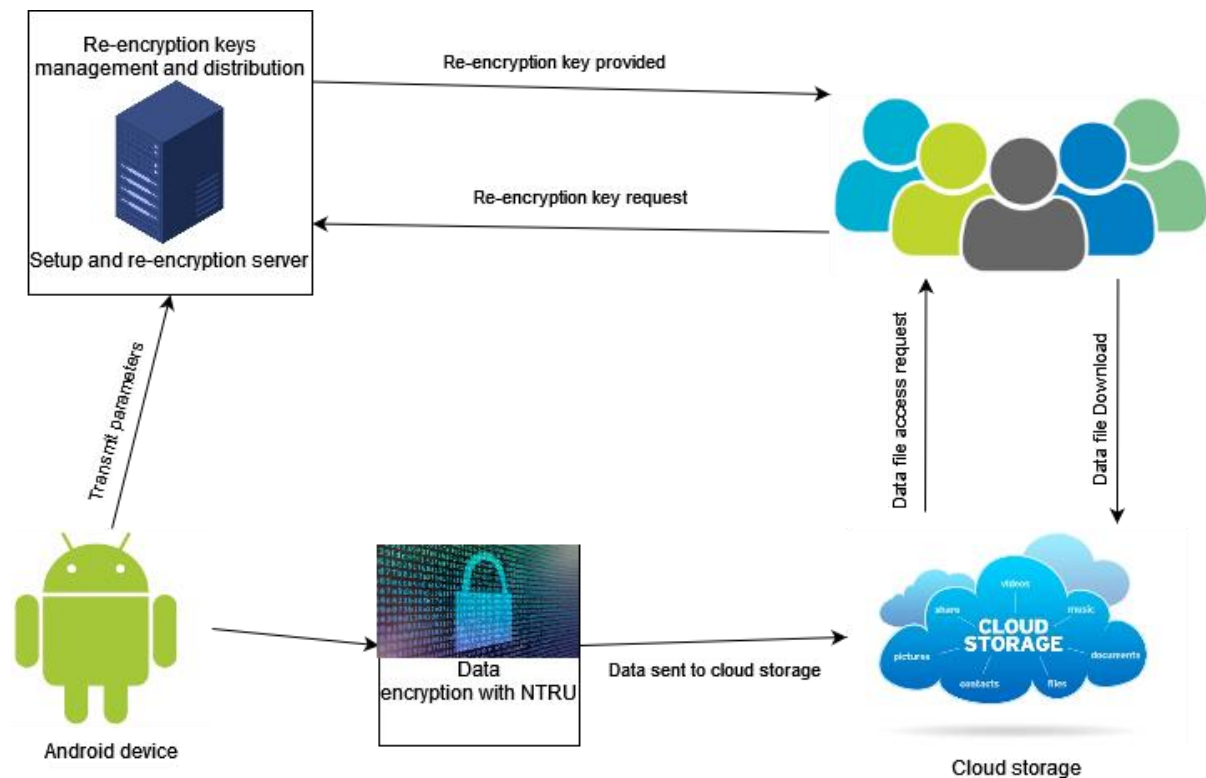 Re-encryption keys
management and distribution
Setup and re-encryption server
Re-encryption key provided
Re-encryption key request
Transmit parameters
Data file access request
Data file Download
Data
encryption with NTRU
Data sent to cloud storage
videos
share
music
CLOUD
STORAGE
pictures
documents
contacts
files
Android device
Cloud storage